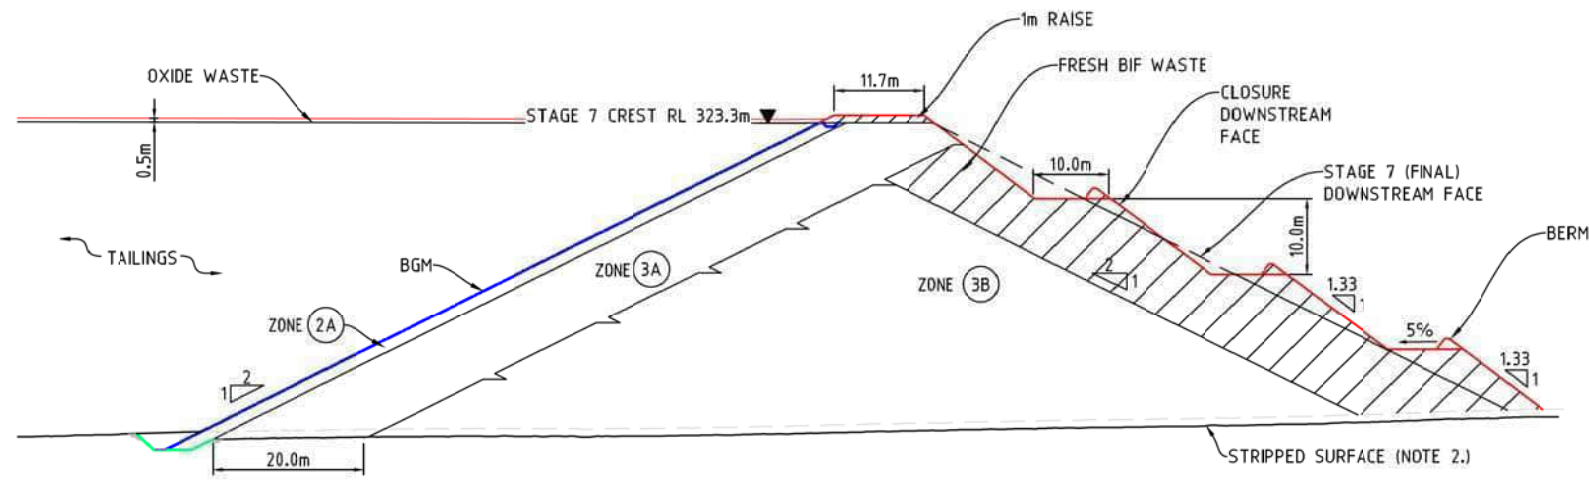 1m RAISE
11.7m
FRESH BIF WASTE
OXIDE WASTE
CLOSURE
DOWNSTREAM
FACE
STAGE 7 CREST RL 323.3m
0.5m
10.0m
STAGE 7 (FINAL)
DOWNSTREAM FACE
10.0m
BERM
TAILINGS
BGM
ZONE 3A
ZONE 3B
2
1
1.33
1
ZONE 2A
5%
1.33
1
2
1
20.0m
STRIPPED SURFACE (NOTE 2.)